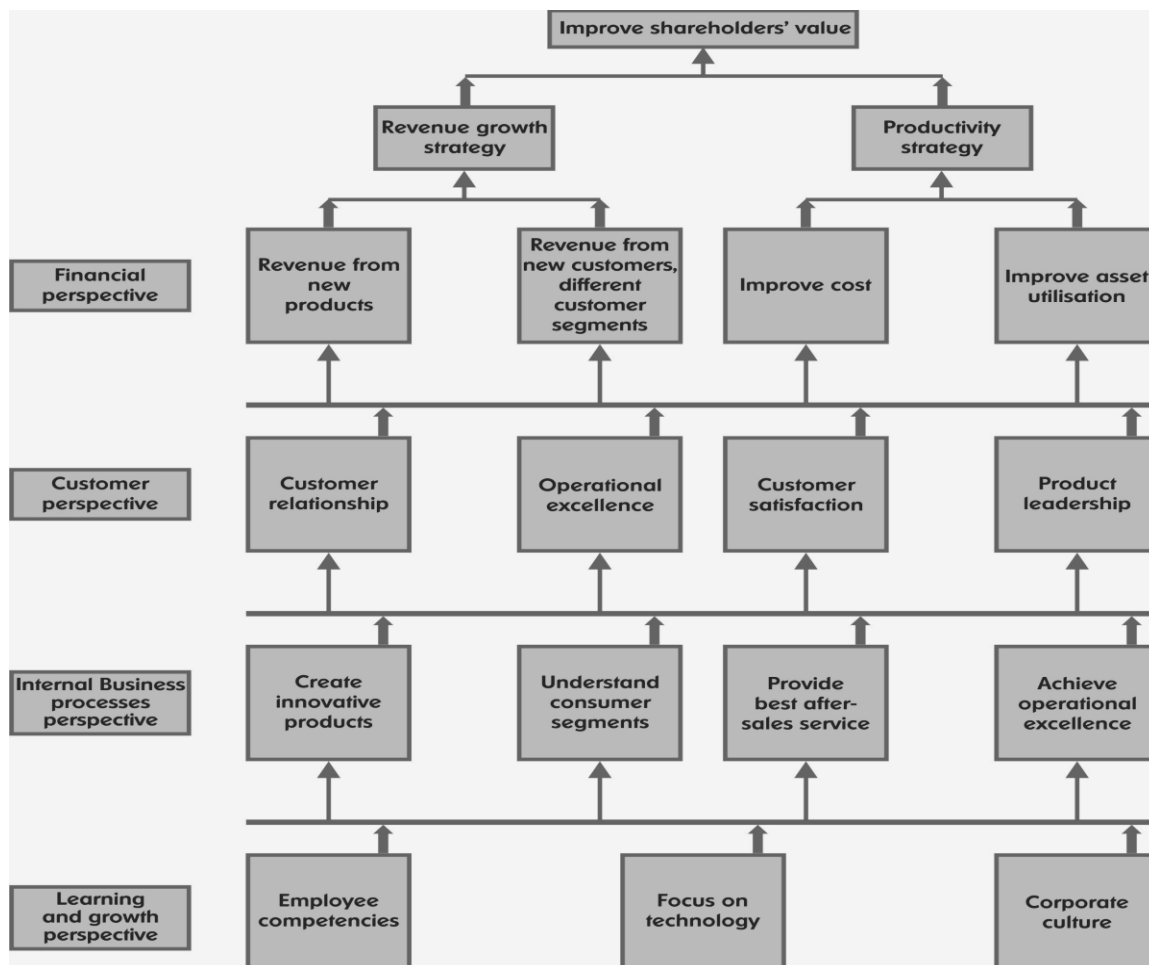 Improve shareholders' value
Revenue growth
strategy
Productivity
strategy
Financial
perspective
Revenue from
new
products
Revenue from
new customers,
different
customer
segments
Improve cost
Improve asset
utilisation
Customer
perspective
Customer
relationship
Operational
excellence
Customer
satisfaction
Product
leadership
Internal Business
processes
perspective
Create
innovative
products
Understand
consumer
segments
Provide
best after-
sales service
Achieve
operational
excellence
Learning
and growth
perspective
Employee
competencies
Focus on
technology
Corporate
culture